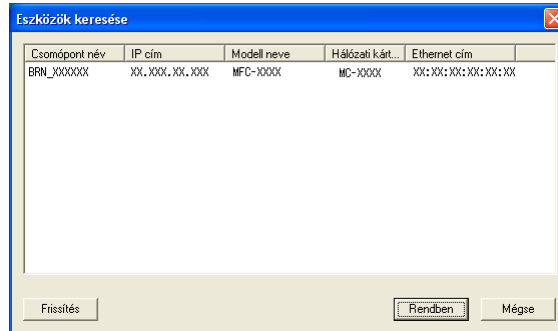 Eszközök keresése
Csomópont név IP cím Modell neve Hálózati kárt... Ethernet cím
BRN_XXXXXX XX.XXX.XX.XXX MFC-XXXX MC-XXXX XX:XX:XX:XX:XX:XX
Frissítés Rendben Mégse